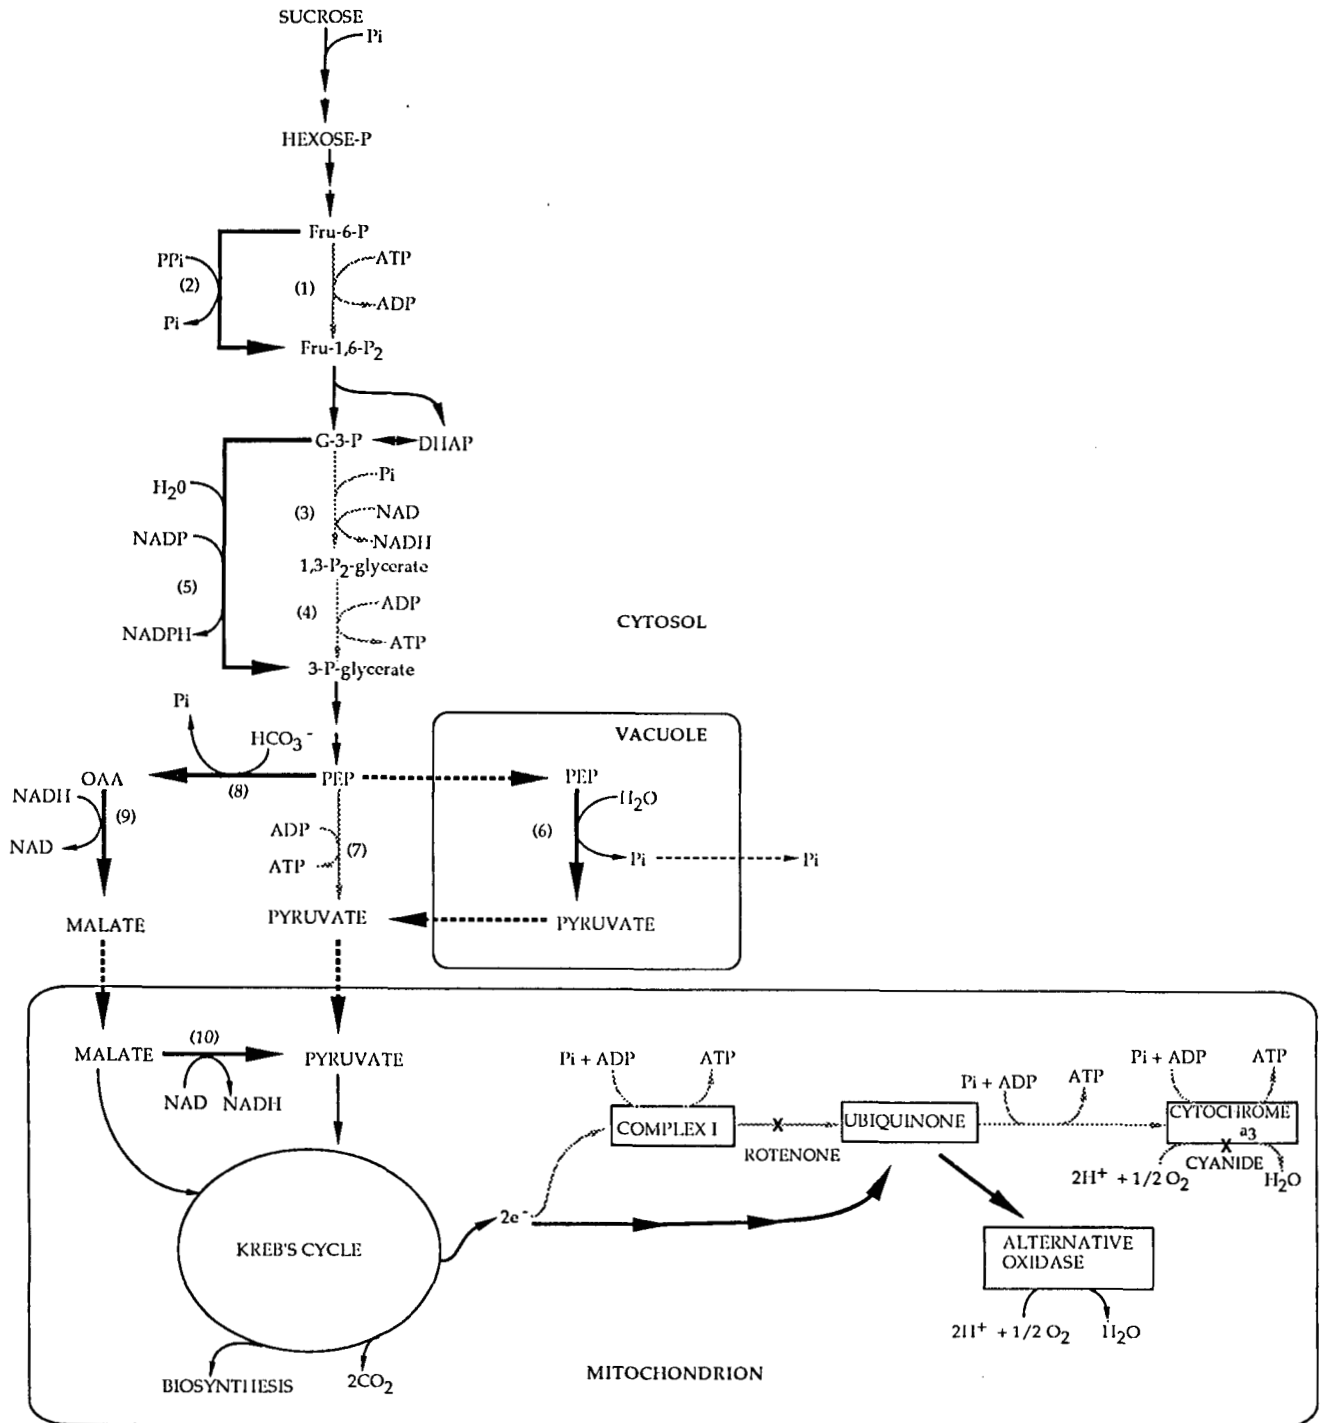 SUCROSE
Pi
HEXOSE-P
Fru-6-P
PPi
ATP
(2)
(1)
ADP
Pi
Fru-1,6-P2
G-3-P
DHAP
Pi
H20
(3)
NAD
NADP
NADH
1,3-P2-glycerate
(5)
(4)
ADP
CYTOSOL
NADPH
ATP
3-P-glycerate
Pi
HCO3-
VACUOLE
OAA
(8)
PEP
PEP
NADH
(9)
H2O
ADP
(6)
NAD
(7)
ATP
Pi
Pi
MALATE
PYRUVATE
PYRUVATE
MALATE
(10)
PYRUVATE
NAD
NADH
Pi + ADP
ATP
Pi + ADP
ATP
Pi + ADP
ATP
COMPLEX I
X
ROTENONE
UBIQUINONE
CYTOCHROME
a3
X
CYANIDE
2H+ + 1/2 O2
H2O
2e-
KREB'S CYCLE
ALTERNATIVE
OXIDASE
2H+ + 1/2 O2
H2O
BIOSYNTHESIS
2CO2
MITOCHONDRION